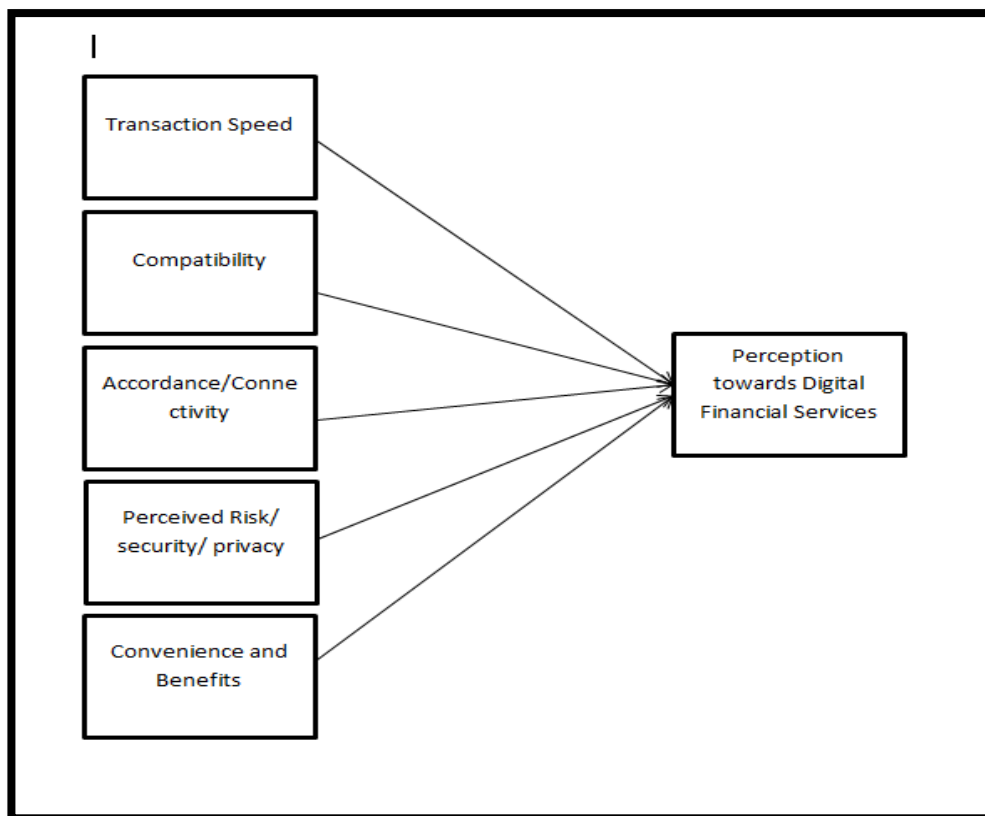 Transaction Speed
Compatibility
Accordance/Conne
ctivity
Perceived Risk/
security/ privacy
Convenience and
Benefits
Perception
towards Digital
Financial Services